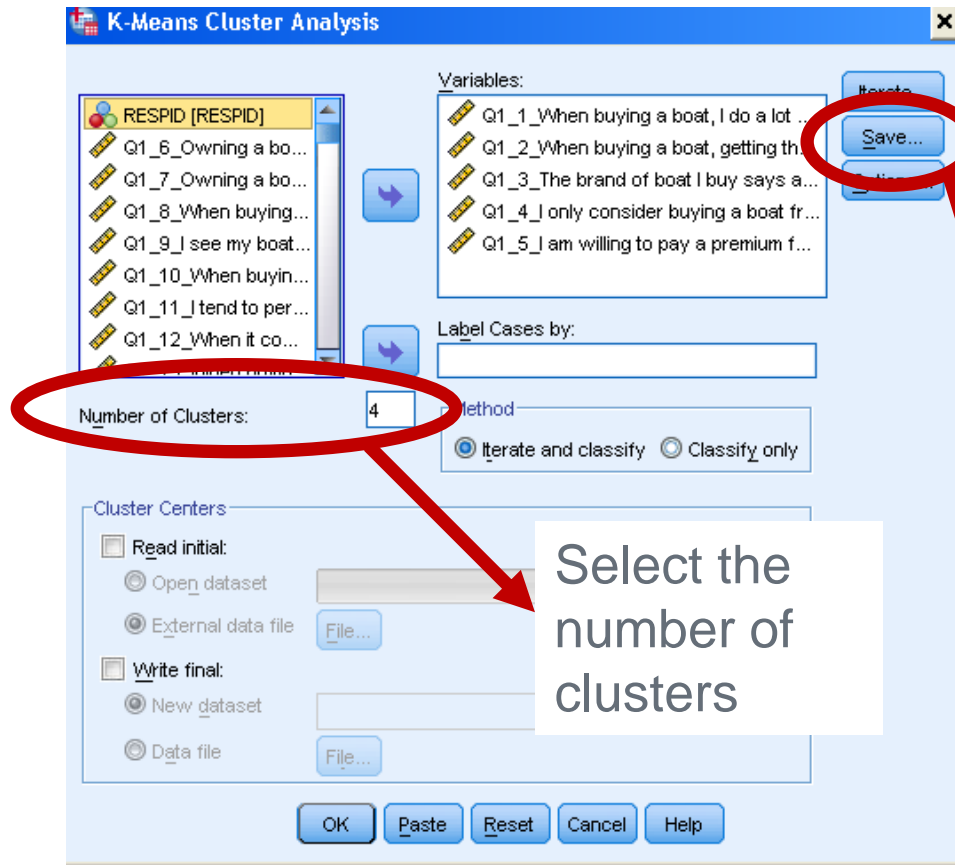 K-Means Cluster Analysis
Variables:
RESPID [RESPID]
Q1_6_Owning a bo...
Q1_7_Owning a bo...
Q1_8_When buying...
Q1_9_I see my boat...
Q1_10_When buyin...
Q1_11_I tend to per...
Q1_12_When it co...
Q1_1_When buying a boat, I do a lot ...
Q1_2_When buying a boat, getting th...
Q1_3_The brand of boat I buy says a...
Q1_4_I only consider buying a boat fr...
Q1_5_I am willing to pay a premium f...
Iterate...
Save...
Options...
Label Cases by:
Number of Clusters: 4
Method
Iterate and classify Classify only
Cluster Centers
Read initial:
Open dataset
External data file File...
Write final:
New dataset
Data file File...
Select the
number of
clusters
OK Paste Reset Cancel Help